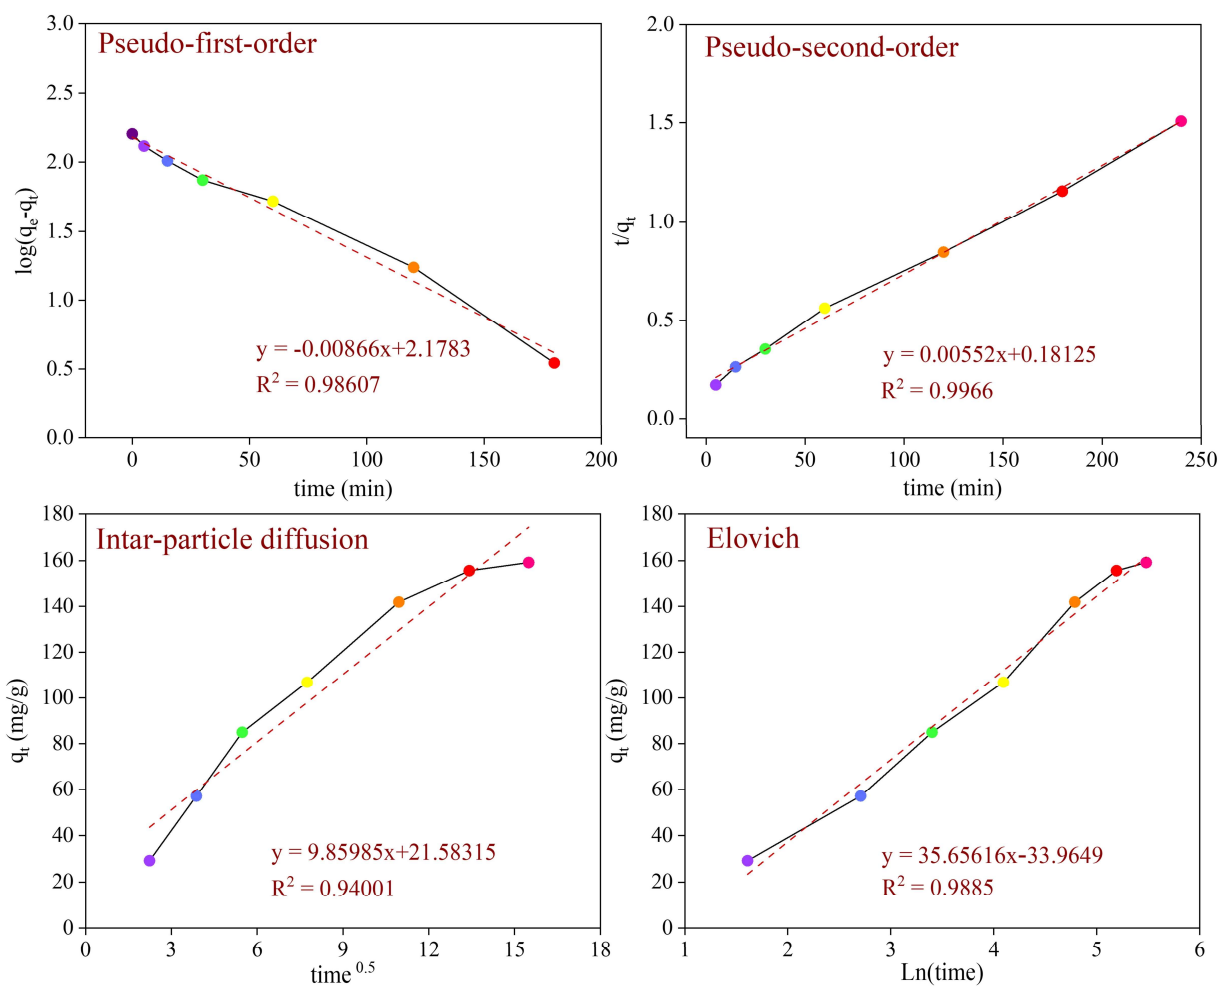 Pseudo-first-order
3.0
2.5
2.0
1.5
1.0
0.5
0.0
log(qe-qt)
y = -0.00866x+2.1783
R² = 0.98607
0 50 100 150 200
time (min)
Pseudo-second-order
2.0
1.5
1.0
0.5
0.0
t/qt
y = 0.00552x+0.18125
R² = 0.9966
0 50 100 150 200 250
time (min)
Intar-particle diffusion
180
160
140
120
100
80
60
40
20
0
qt (mg/g)
y = 9.85985x+21.58315
R² = 0.94001
0 3 6 9 12 15 18
time^0.5
Elovich
180
160
140
120
100
80
60
40
20
0
qt (mg/g)
y = 35.65616x−33.9649
R² = 0.9885
1 2 3 4 5 6
Ln(time)